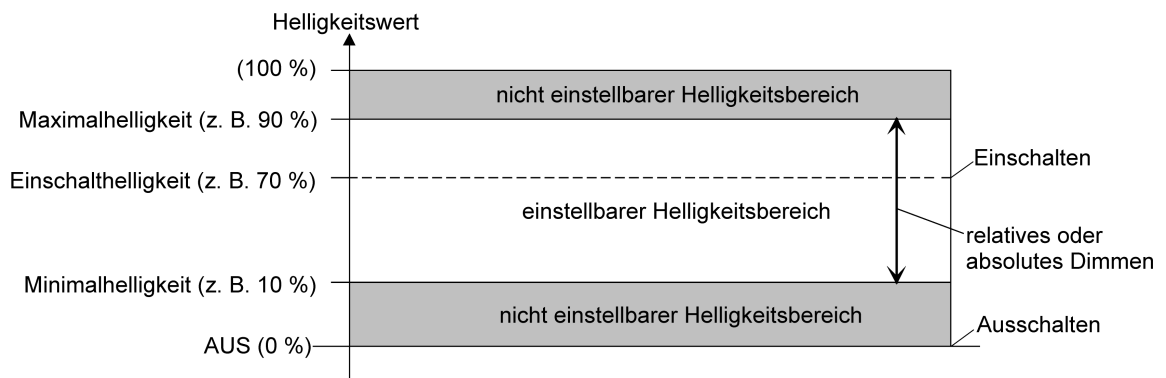 Helligkeitswert
(100 %)
nicht einstellbarer Helligkeitsbereich
Maximalhelligkeit (z. B. 90 %)
Einschalten
Einschalthelligkeit (z. B. 70 %)
einstellbarer Helligkeitsbereich
relatives oder
absolutes Dimmen
Minimalhelligkeit (z. B. 10 %)
nicht einstellbarer Helligkeitsbereich
Ausschalten
AUS (0 %)